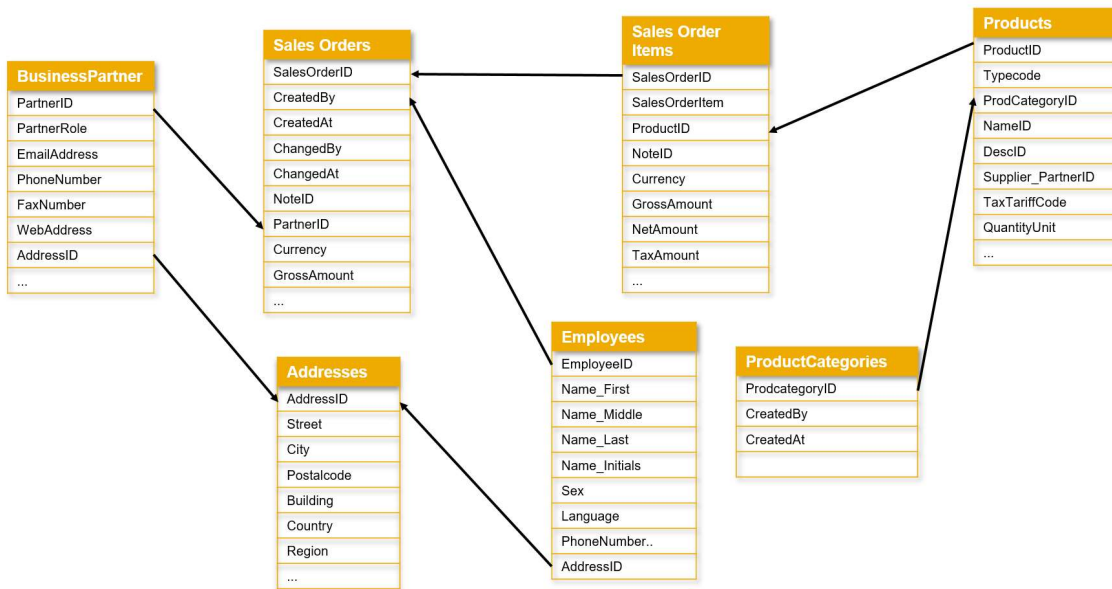 BusinessPartner
PartnerID
PartnerRole
EmailAddress
PhoneNumber
FaxNumber
WebAddress
AddressID
...
Sales Orders
SalesOrderID
CreatedBy
CreatedAt
ChangedBy
ChangedAt
NoteID
PartnerID
Currency
GrossAmount
...
Sales Order
Items
SalesOrderID
SalesOrderItem
ProductID
NoteID
Currency
GrossAmount
NetAmount
TaxAmount
...
Products
ProductID
Typecode
ProdCategoryID
NameID
DescID
Supplier_PartnerID
TaxTariffCode
QuantityUnit
...
Addresses
AddressID
Street
City
Postalcode
Building
Country
Region
...
Employees
EmployeeID
Name_First
Name_Middle
Name_Last
Name_Initials
Sex
Language
PhoneNumber..
AddressID
ProductCategories
ProdcategoryID
CreatedBy
CreatedAt